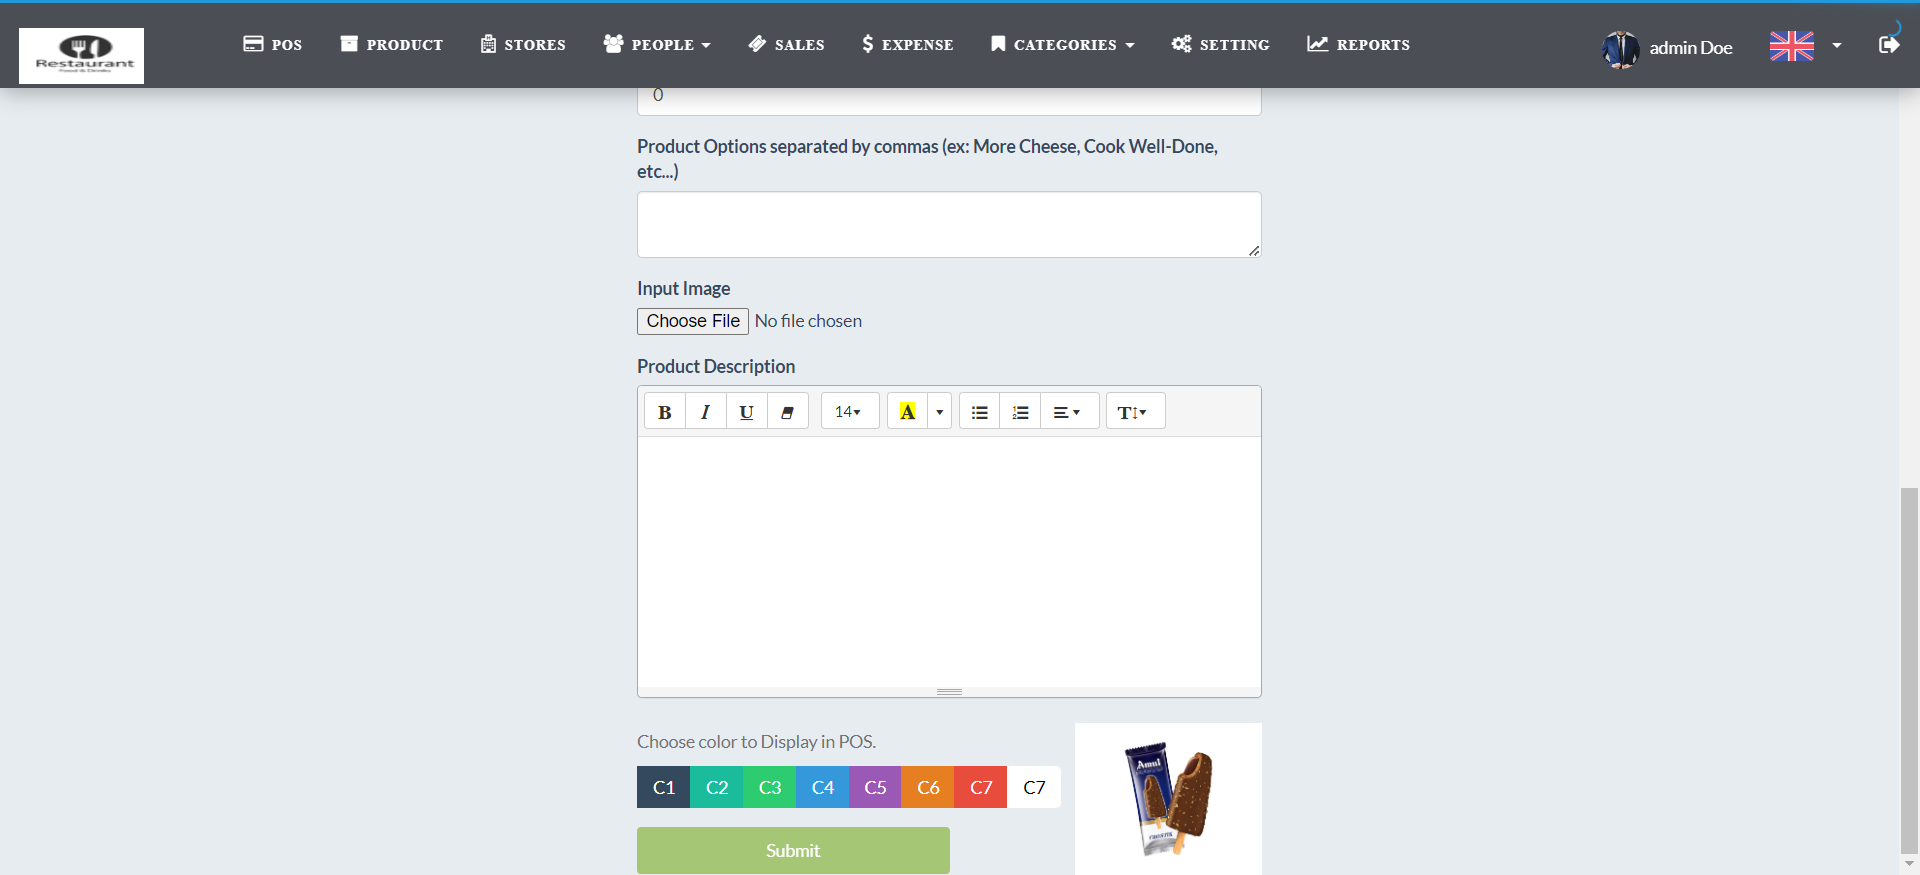 Restaurant
Food & Drinks
POS
PRODUCT
STORES
PEOPLE
SALES
EXPENSE
CATEGORIES
SETTING
REPORTS
admin Doe
0
Product Options separated by commas (ex: More Cheese, Cook Well-Done,
etc...)
Input Image
Choose File No file chosen
Product Description
B I U 14 A T
Choose color to Display in POS.
C1 C2 C3 C4 C5 C6 C7 C7
Amul
Submit